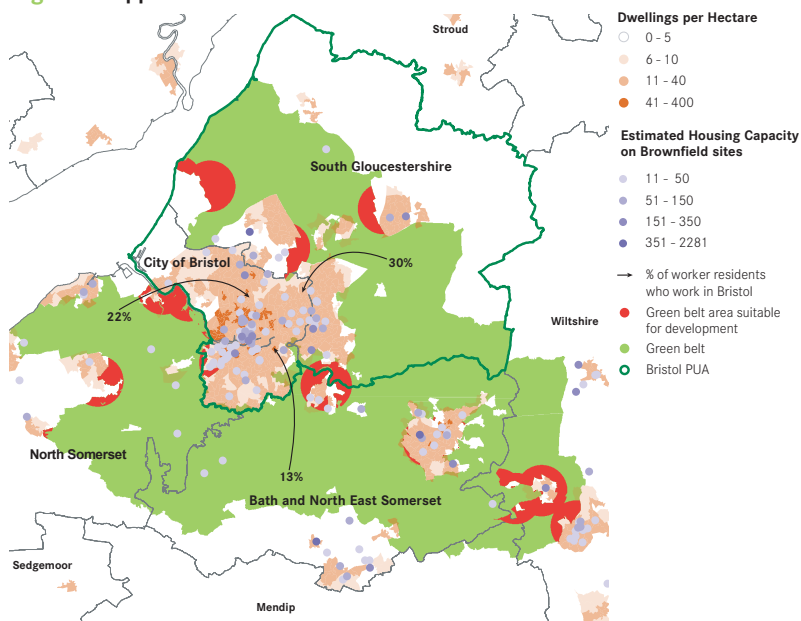 Dwellings per Hectare
0 - 5
6 - 10
11 - 40
41 - 400
Estimated Housing Capacity
on Brownfield sites
11 - 50
51 - 150
151 - 350
351 - 2281
% of worker residents
who work in Bristol
Green belt area suitable
for development
Green belt
Bristol PUA
Stroud
South Gloucestershire
City of Bristol
30%
22%
Wiltshire
North Somerset
13%
Bath and North East Somerset
Sedgemoor
Mendip